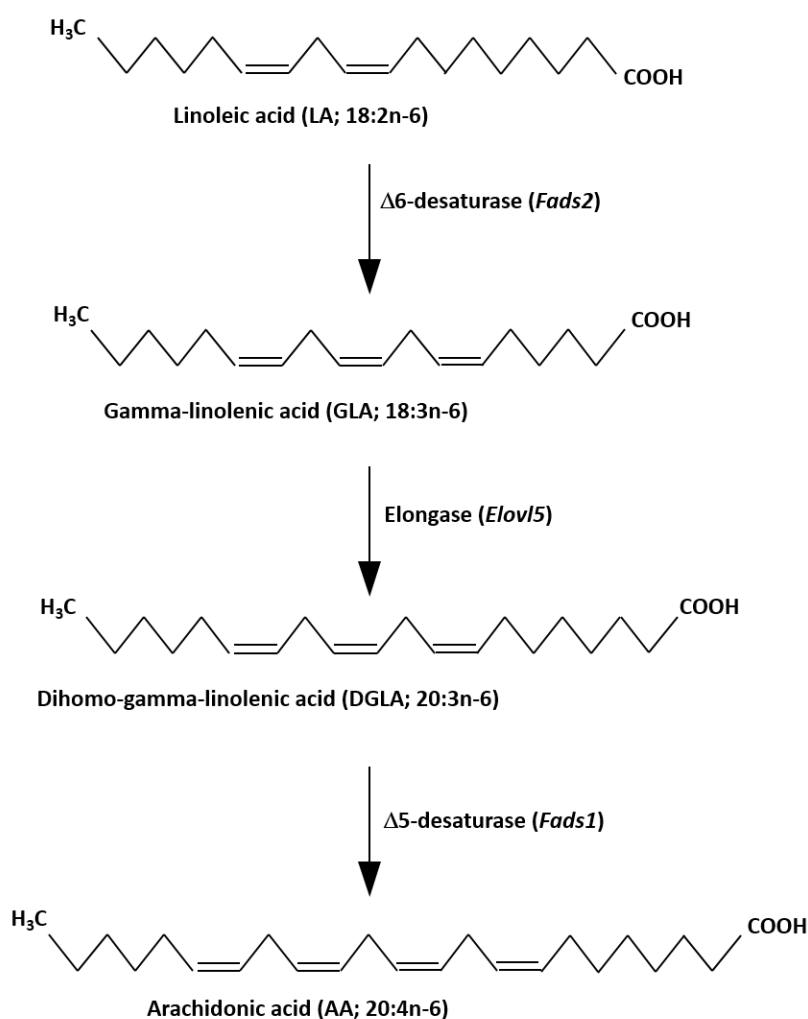 H₃C
COOH
Linoleic acid (LA; 18:2n-6)
Δ6-desaturase (Fads2)
H₃C
COOH
Gamma-linolenic acid (GLA; 18:3n-6)
Elongase (Elovl5)
H₃C
COOH
Dihomo-gamma-linolenic acid (DGLA; 20:3n-6)
Δ5-desaturase (Fads1)
H₃C
COOH
Arachidonic acid (AA; 20:4n-6)